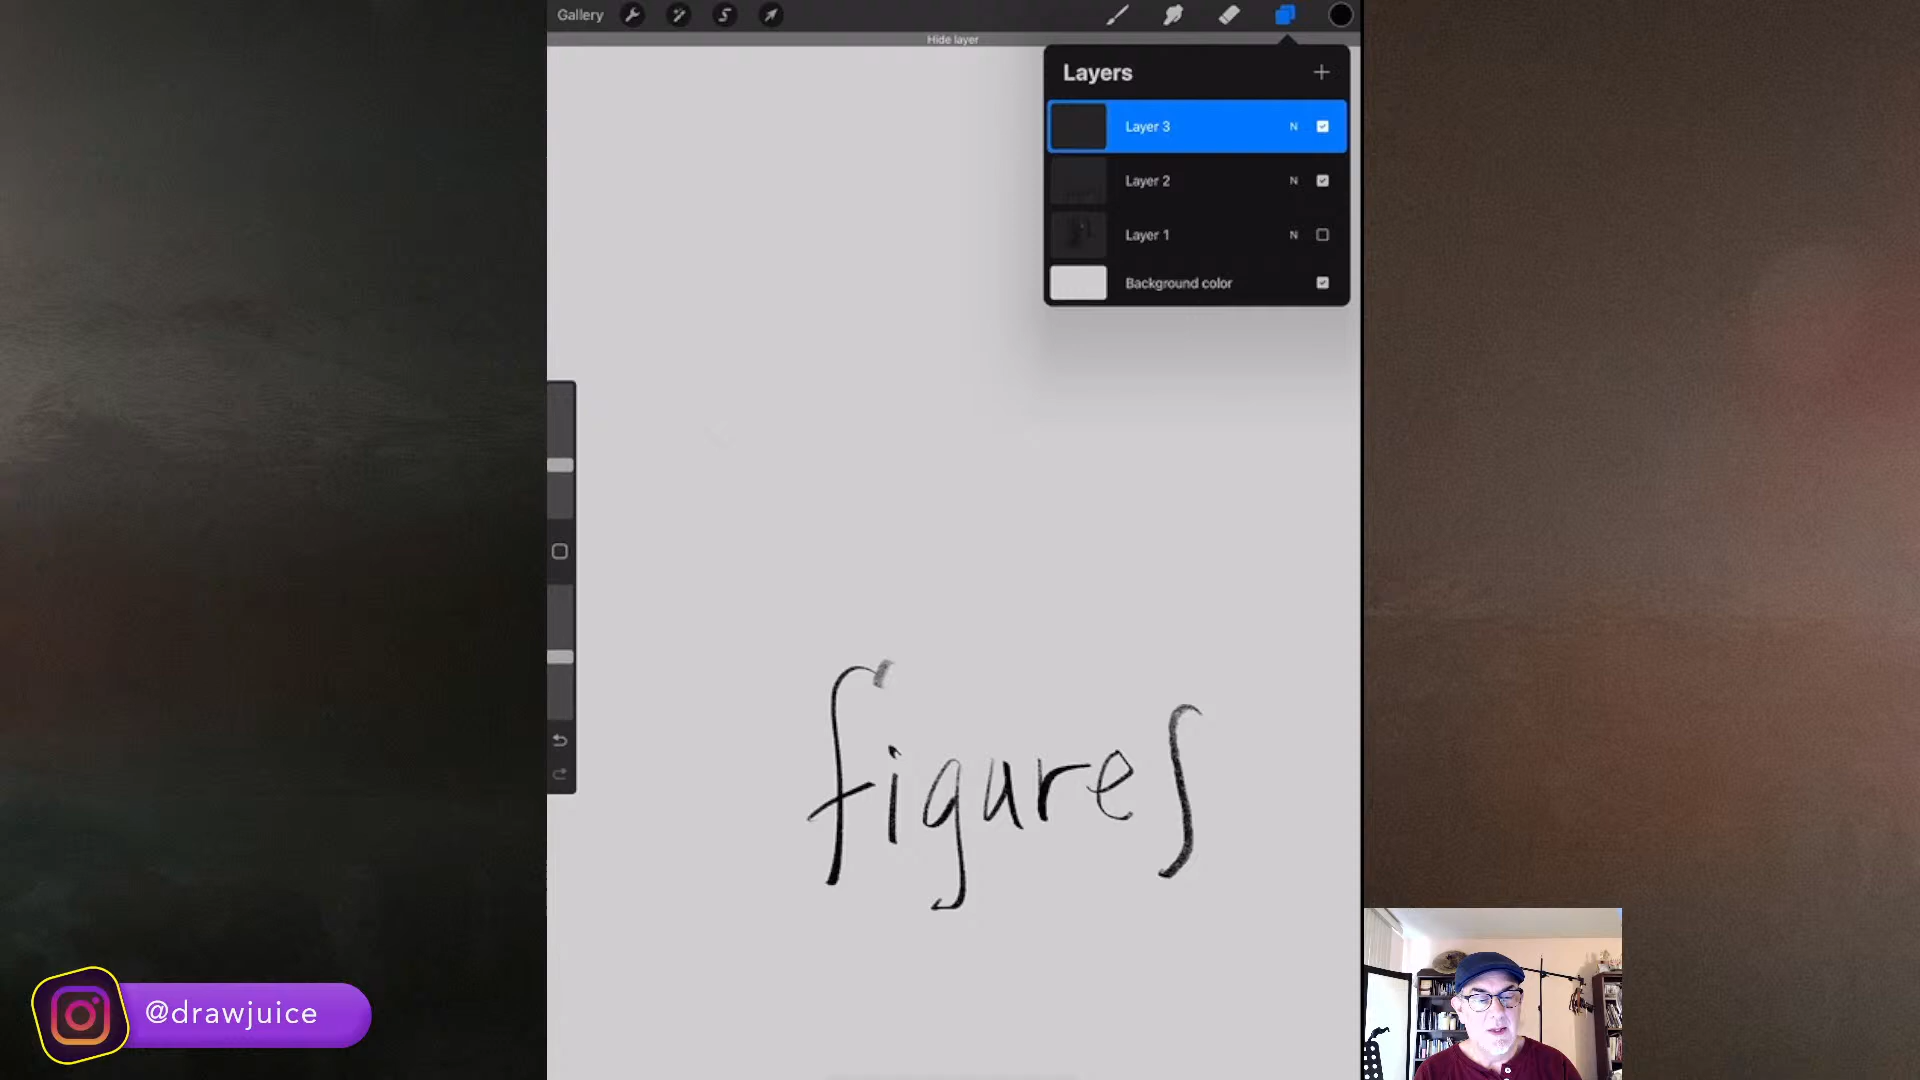 Gallery
Hide layer
Layers
Layer 3 N
Layer 2 N
Layer 1 N
Background color
figures
@drawjuice